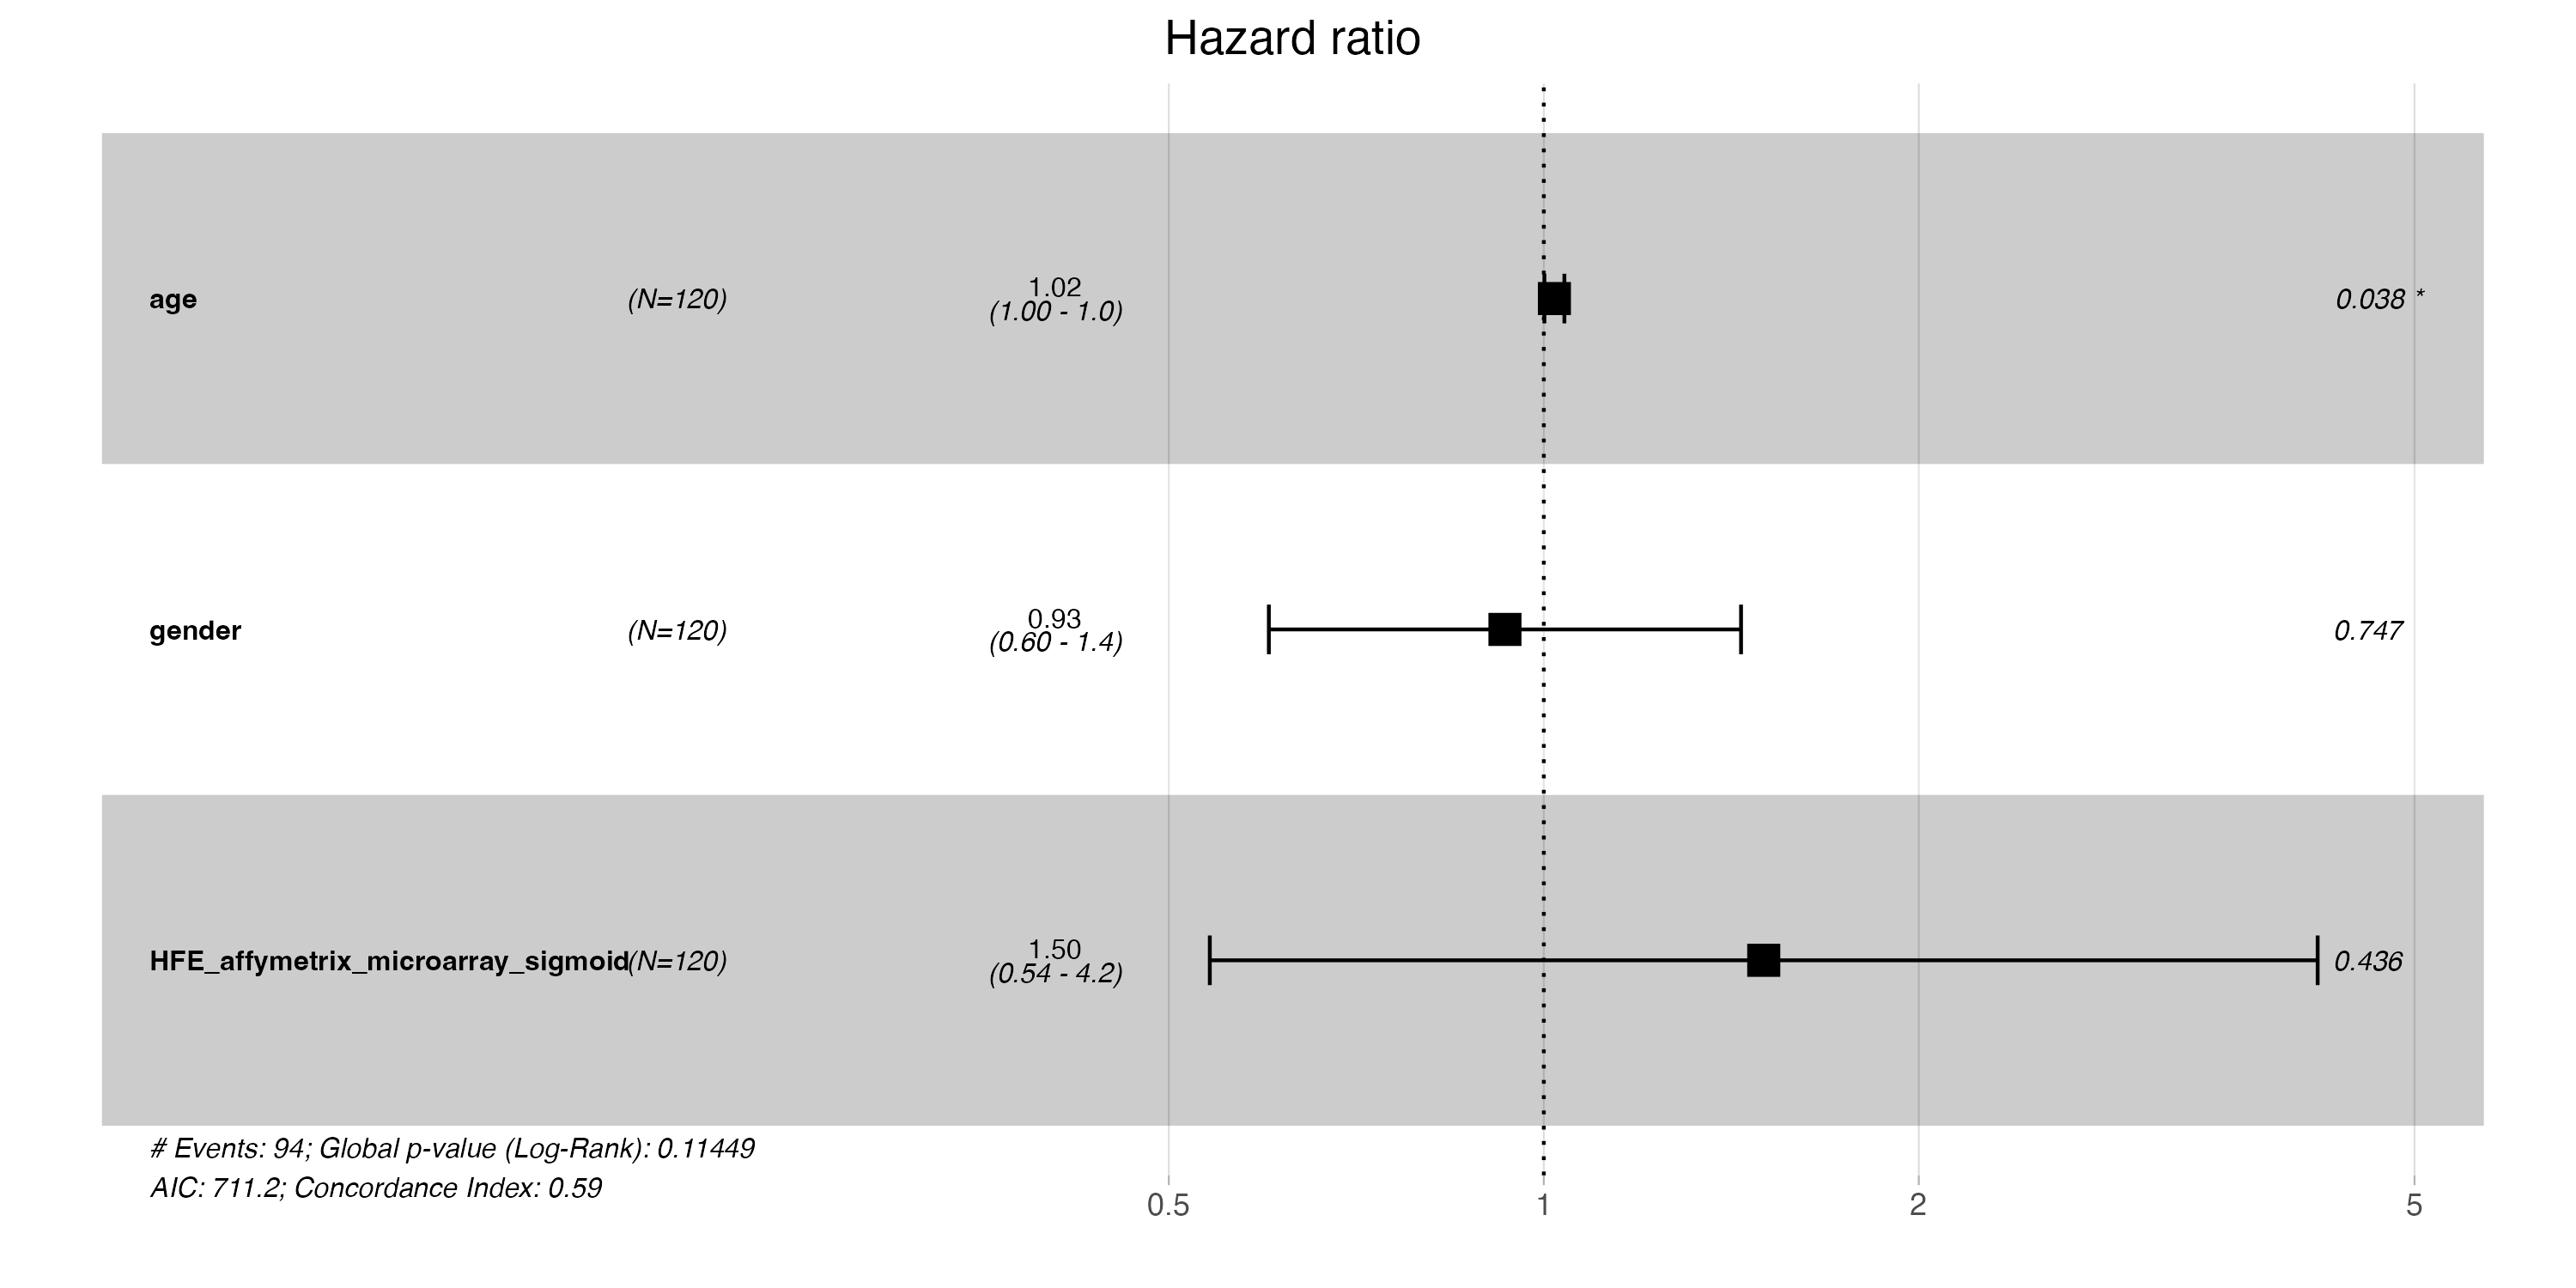 Hazard ratio
age (N=120) 1.02 0.038 *
(1.00 - 1.0)
gender (N=120) 0.93 0.747
(0.60 - 1.4)
HFE_affymetrix_microarray_sigmoid (N=120) 1.50 0.436
(0.54 - 4.2)
# Events: 94; Global p-value (Log-Rank): 0.11449
AIC: 711.2; Concordance Index: 0.59
0.5 1 2 5